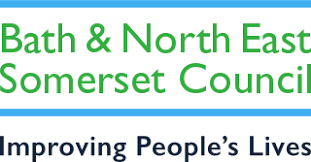 Bath & North East
Somerset Council
Improving People's Lives